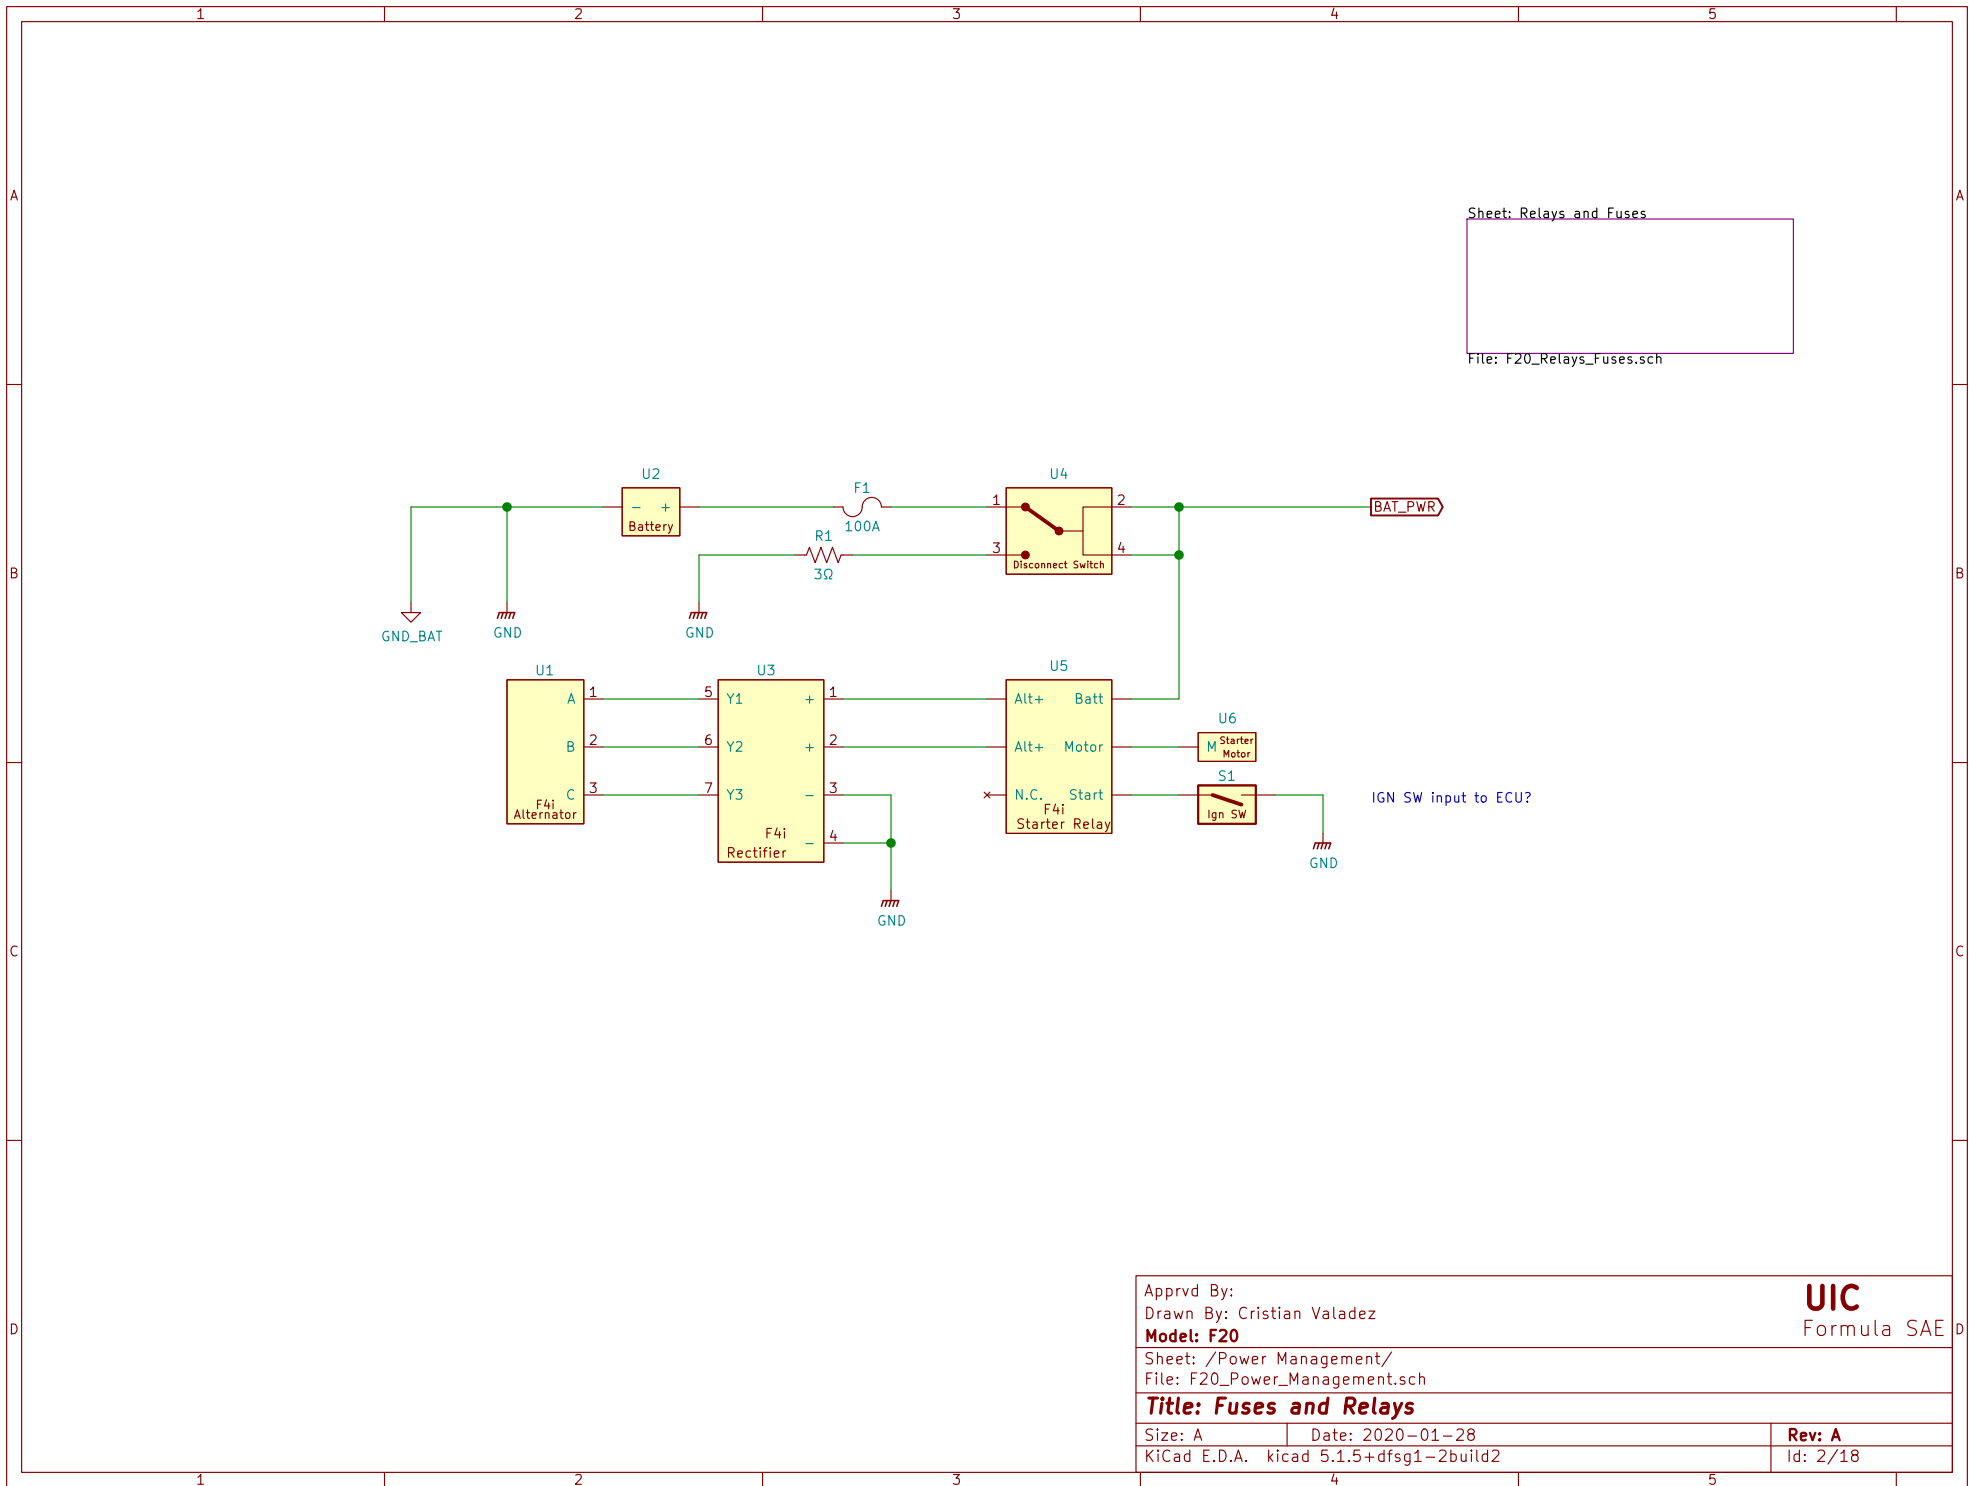 1 2 3 4 5
A A
Sheet: Relays and Fuses
File: F20_Relays_Fuses.sch
U2 U4
F1
1 2
- +
BAT_PWR
Battery
100A
R1
3 4
Disconnect Switch
B B
3Ω
GND GND
GND_BAT
U1 U3 U5
A 1 5 Y1 + 1 Alt+ Batt
U6
Starter
B 2 6 Y2 + 2 Alt+ Motor M
Motor
S1
C 3 7 Y3 - 3 N.C. Start
IGN SW input to ECU?
F4i
F4i
Alternator
Ign SW
Starter Relay
F4i
- 4
Rectifier
GND
GND
C C
Apprvd By:
UIC
Drawn By: Cristian Valadez
Formula SAE
D D
Model: F20
Sheet: /Power Management/
File: F20_Power_Management.sch
Title: Fuses and Relays
Size: A Date: 2020-01-28 Rev: A
KiCad E.D.A. kicad 5.1.5+dfsg1-2build2 Id: 2/18
1 2 3 4 5